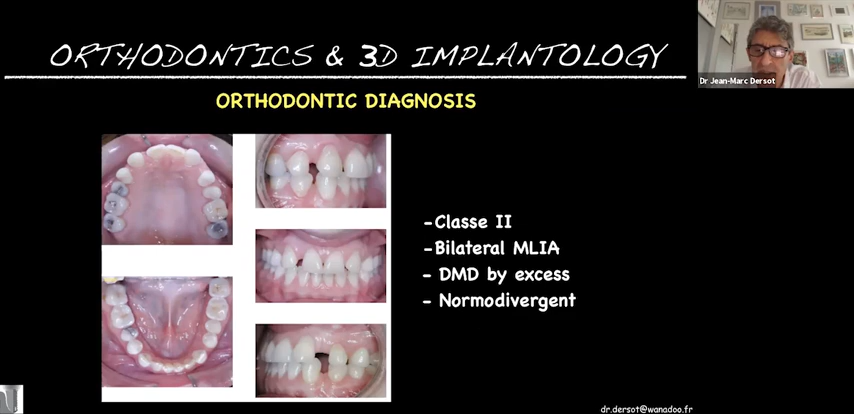 ORTHODONTICS & 3D IMPLANTOLOGY
Dr Jean-Marc Dersot
ORTHODONTIC DIAGNOSIS
-Classe II
-Bilateral MLIA
- DMD by excess
- Normodivergent
dr.dersot@wanadoo.fr